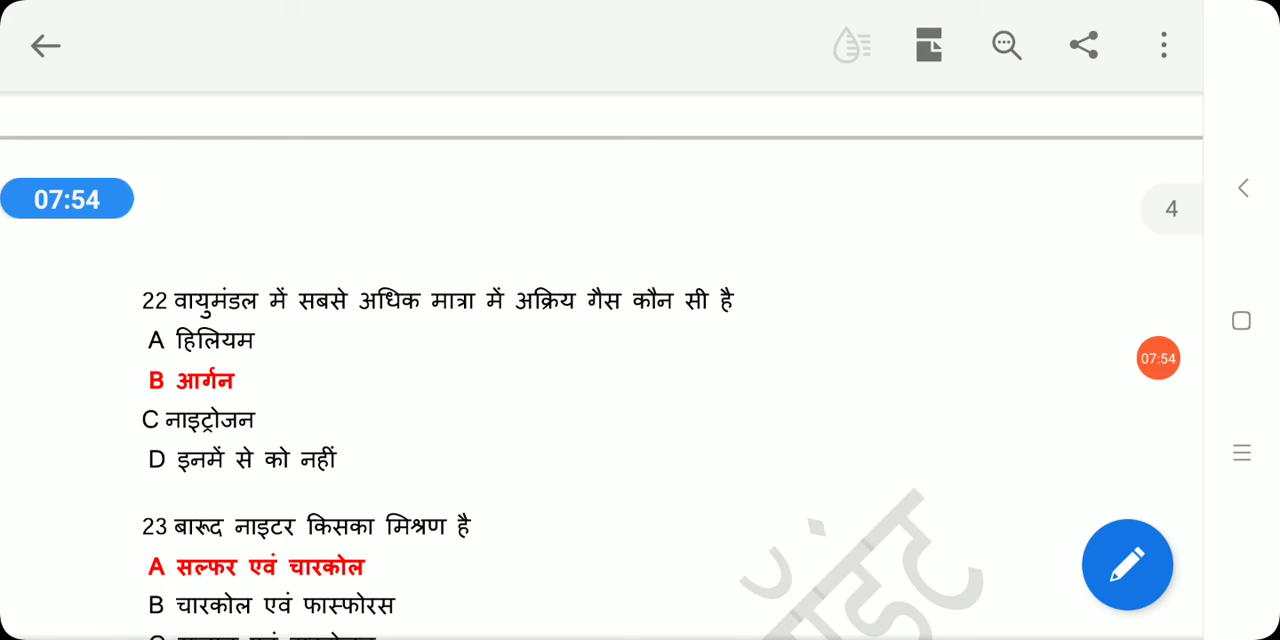 07:54
4
22 वायुमंडल में सबसे अधिक मात्रा में अक्रिय गैस कौन सी है
A हिलियम
07:54
B आर्गन
C नाइट्रोजन
D इनमें से को नहीं
23 बारूद नाइटर किसका मिश्रण है
A सल्फर एवं चारकोल
B चारकोल एवं फास्फोरस